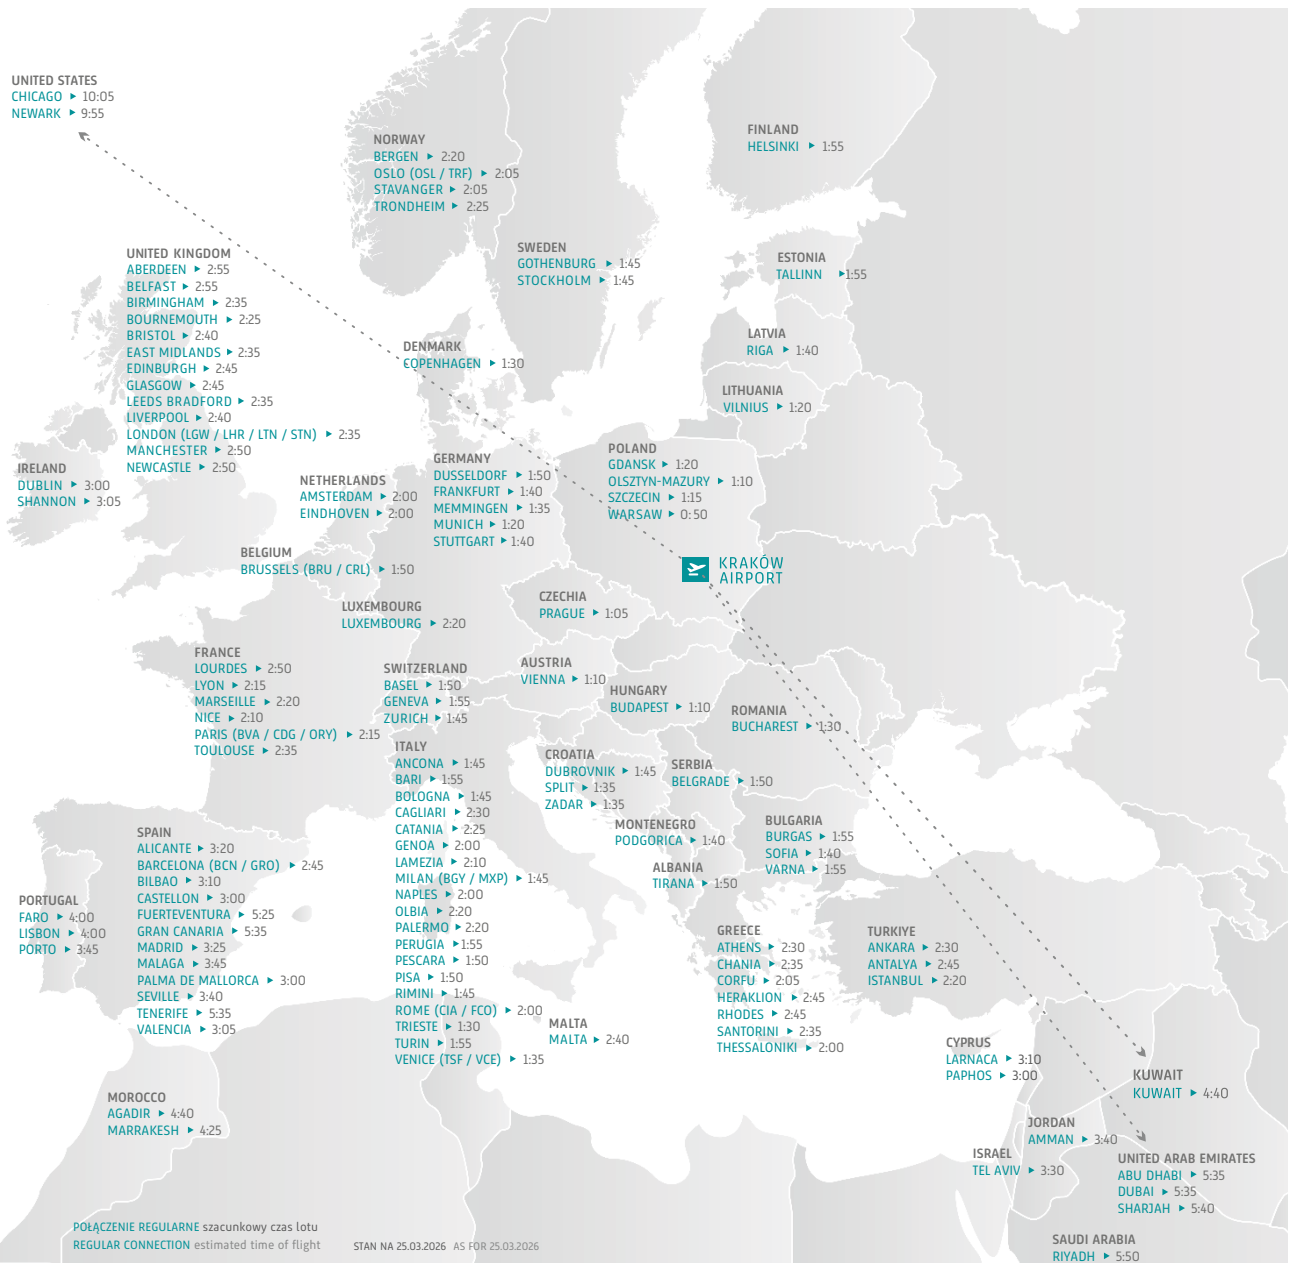 UNITED STATES
CHICAGO ▶ 10:05
NEWARK ▶ 9:55
NORWAY
BERGEN ▶ 2:20
OSLO (OSL / TRF) ▶ 2:05
STAVANGER ▶ 2:05
TRONDHEIM ▶ 2:25
FINLAND
HELSINKI ▶ 1:55
SWEDEN
GOTHENBURG ▶ 1:45
STOCKHOLM ▶ 1:45
ESTONIA
TALLINN ▶1:55
UNITED KINGDOM
ABERDEEN ▶ 2:55
BELFAST ▶ 2:55
BIRMINGHAM ▶ 2:35
BOURNEMOUTH ▶ 2:25
BRISTOL ▶ 2:40
EAST MIDLANDS ▶ 2:35
EDINBURGH ▶ 2:45
GLASGOW ▶ 2:45
LEEDS BRADFORD ▶ 2:35
LIVERPOOL ▶ 2:40
LONDON (LGW / LHR / LTN / STN) ▶ 2:35
MANCHESTER ▶ 2:50
NEWCASTLE ▶ 2:50
DENMARK
COPENHAGEN ▶ 1:30
LATVIA
RIGA ▶ 1:40
LITHUANIA
VILNIUS ▶ 1:20
IRELAND
DUBLIN ▶ 3:00
SHANNON ▶ 3:05
NETHERLANDS
AMSTERDAM ▶ 2:00
EINDHOVEN ▶ 2:00
GERMANY
DUSSELDORF ▶ 1:50
FRANKFURT ▶ 1:40
MEMMINGEN ▶ 1:35
MUNICH ▶ 1:20
STUTTGART ▶ 1:40
POLAND
GDANSK ▶ 1:20
OLSZTYN-MAZURY ▶ 1:10
SZCZECIN ▶ 1:15
WARSAW ▶ 0:50
BELGIUM
BRUSSELS (BRU / CRL) ▶ 1:50
KRAKÓW
AIRPORT
LUXEMBOURG
LUXEMBOURG ▶ 2:20
CZECHIA
PRAGUE ▶ 1:05
FRANCE
LOURDES ▶ 2:50
LYON ▶ 2:15
MARSEILLE ▶ 2:20
NICE ▶ 2:10
PARIS (BVA / CDG / ORY) ▶ 2:15
TOULOUSE ▶ 2:35
SWITZERLAND
BASEL ▶ 1:50
GENEVA ▶ 1:55
ZURICH ▶ 1:45
AUSTRIA
VIENNA ▶ 1:10
HUNGARY
BUDAPEST ▶ 1:10
ROMANIA
BUCHAREST ▶ 1:30
ITALY
ANCONA ▶ 1:45
BARI ▶ 1:55
BOLOGNA ▶ 1:45
CAGLIARI ▶ 2:30
CATANIA ▶ 2:25
GENOA ▶ 2:00
LAMEZIA ▶ 2:10
MILAN (BGY / MXP) ▶ 1:45
NAPLES ▶ 2:00
OLBIA ▶ 2:20
PALERMO ▶ 2:20
PERUGIA ▶1:55
PESCARA ▶ 1:50
PISA ▶ 1:50
RIMINI ▶ 1:45
ROME (CIA / FCO) ▶ 2:00
TRIESTE ▶ 1:30
TURIN ▶ 1:55
VENICE (TSF / VCE) ▶ 1:35
CROATIA
DUBROVNIK ▶ 1:45
SPLIT ▶ 1:35
ZADAR ▶ 1:35
SERBIA
BELGRADE ▶ 1:50
MONTENEGRO
PODGORICA ▶ 1:40
BULGARIA
BURGAS ▶ 1:55
SOFIA ▶ 1:40
VARNA ▶ 1:55
ALBANIA
TIRANA ▶ 1:50
SPAIN
ALICANTE ▶ 3:20
BARCELONA (BCN / GRO) ▶ 2:45
BILBAO ▶ 3:10
CASTELLON ▶ 3:00
FUERTEVENTURA ▶ 5:25
GRAN CANARIA ▶ 5:35
MADRID ▶ 3:25
MALAGA ▶ 3:45
PALMA DE MALLORCA ▶ 3:00
SEVILLE ▶ 3:40
TENERIFE ▶ 5:35
VALENCIA ▶ 3:05
PORTUGAL
FARO ▶ 4:00
LISBON ▶ 4:00
PORTO ▶ 3:45
GREECE
ATHENS ▶ 2:30
CHANIA ▶ 2:35
CORFU ▶ 2:05
HERAKLION ▶ 2:45
RHODES ▶ 2:45
SANTORINI ▶ 2:35
THESSALONIKI ▶ 2:00
TURKIYE
ANKARA ▶ 2:30
ANTALYA ▶ 2:45
ISTANBUL ▶ 2:20
MALTA
MALTA ▶ 2:40
CYPRUS
LARNACA ▶ 3:10
PAPHOS ▶ 3:00
KUWAIT
KUWAIT ▶ 4:40
MOROCCO
AGADIR ▶ 4:40
MARRAKESH ▶ 4:25
JORDAN
AMMAN ▶ 3:40
ISRAEL
TEL AVIV ▶ 3:30
UNITED ARAB EMIRATES
ABU DHABI ▶ 5:35
DUBAI ▶ 5:35
SHARJAH ▶ 5:40
SAUDI ARABIA
RIYADH ▶ 5:50
POŁĄCZENIE REGULARNE szacunkowy czas lotu
REGULAR CONNECTION estimated time of flight
STAN NA 25.03.2026 AS FOR 25.03.2026